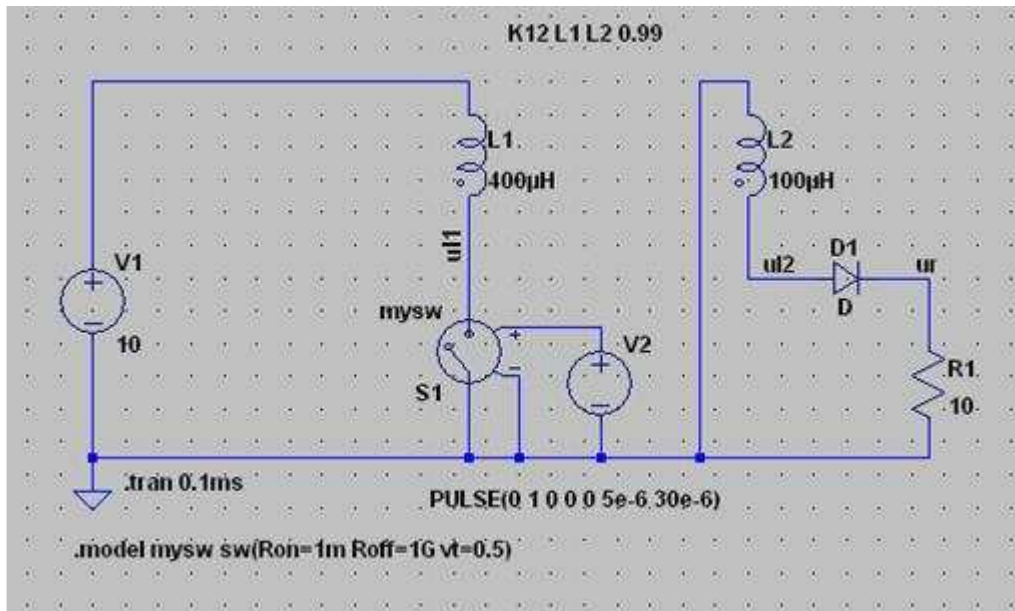 K12 L1 L2 0.99
L1
400µH
L2
100µH
ul1
V1
10
ul2
D1
D
ur
mysw
S1
V2
R1
10
.tran 0.1ms
PULSE(0 1 0 0 0 5e-6 30e-6)
.model mysw sw(Ron=1m Roff=1G vt=0.5)